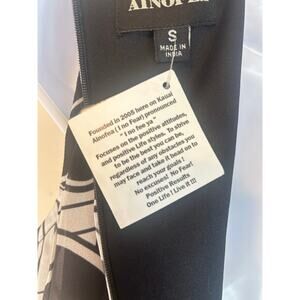 S
MADE IN
INDIA
Founded in 2005 here on Kauai
Ainofea ( I no Fear) pronounced
" I no fea ya "
Focuses on the positive attitudes,
and positive Life styles. To strive
to be the best you can be,
regardless of any obstacles you
may face and take it head on to
reach your goals !
No excuses! No Fear!
Positive Results
One Life ! Live it !!!